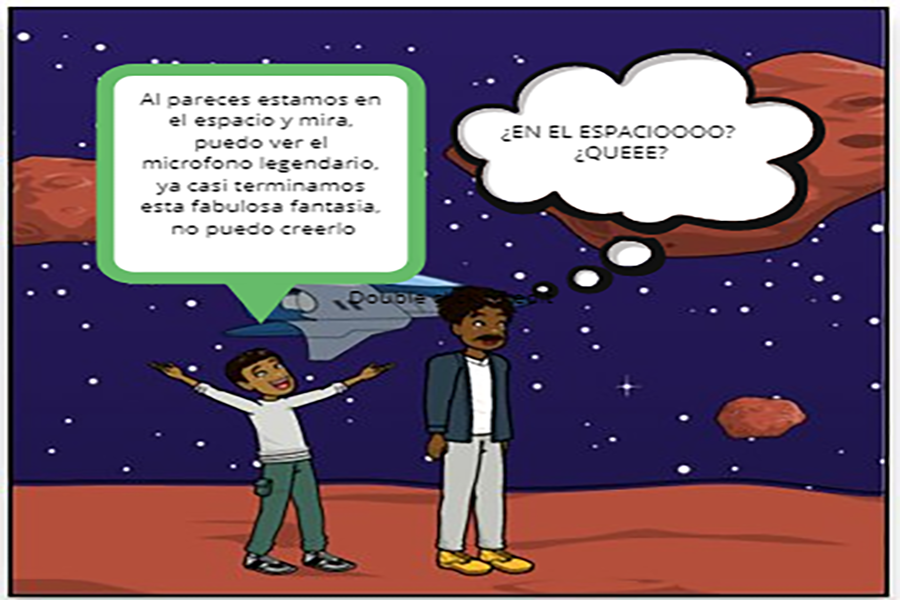 Al pareces estamos en
el espacio y mira,
puedo ver el
microfono legendario,
ya casi terminamos
esta fabulosa fantasia,
no puedo creerlo
¿EN EL ESPACIOOOO?
¿QUEEE?
Double